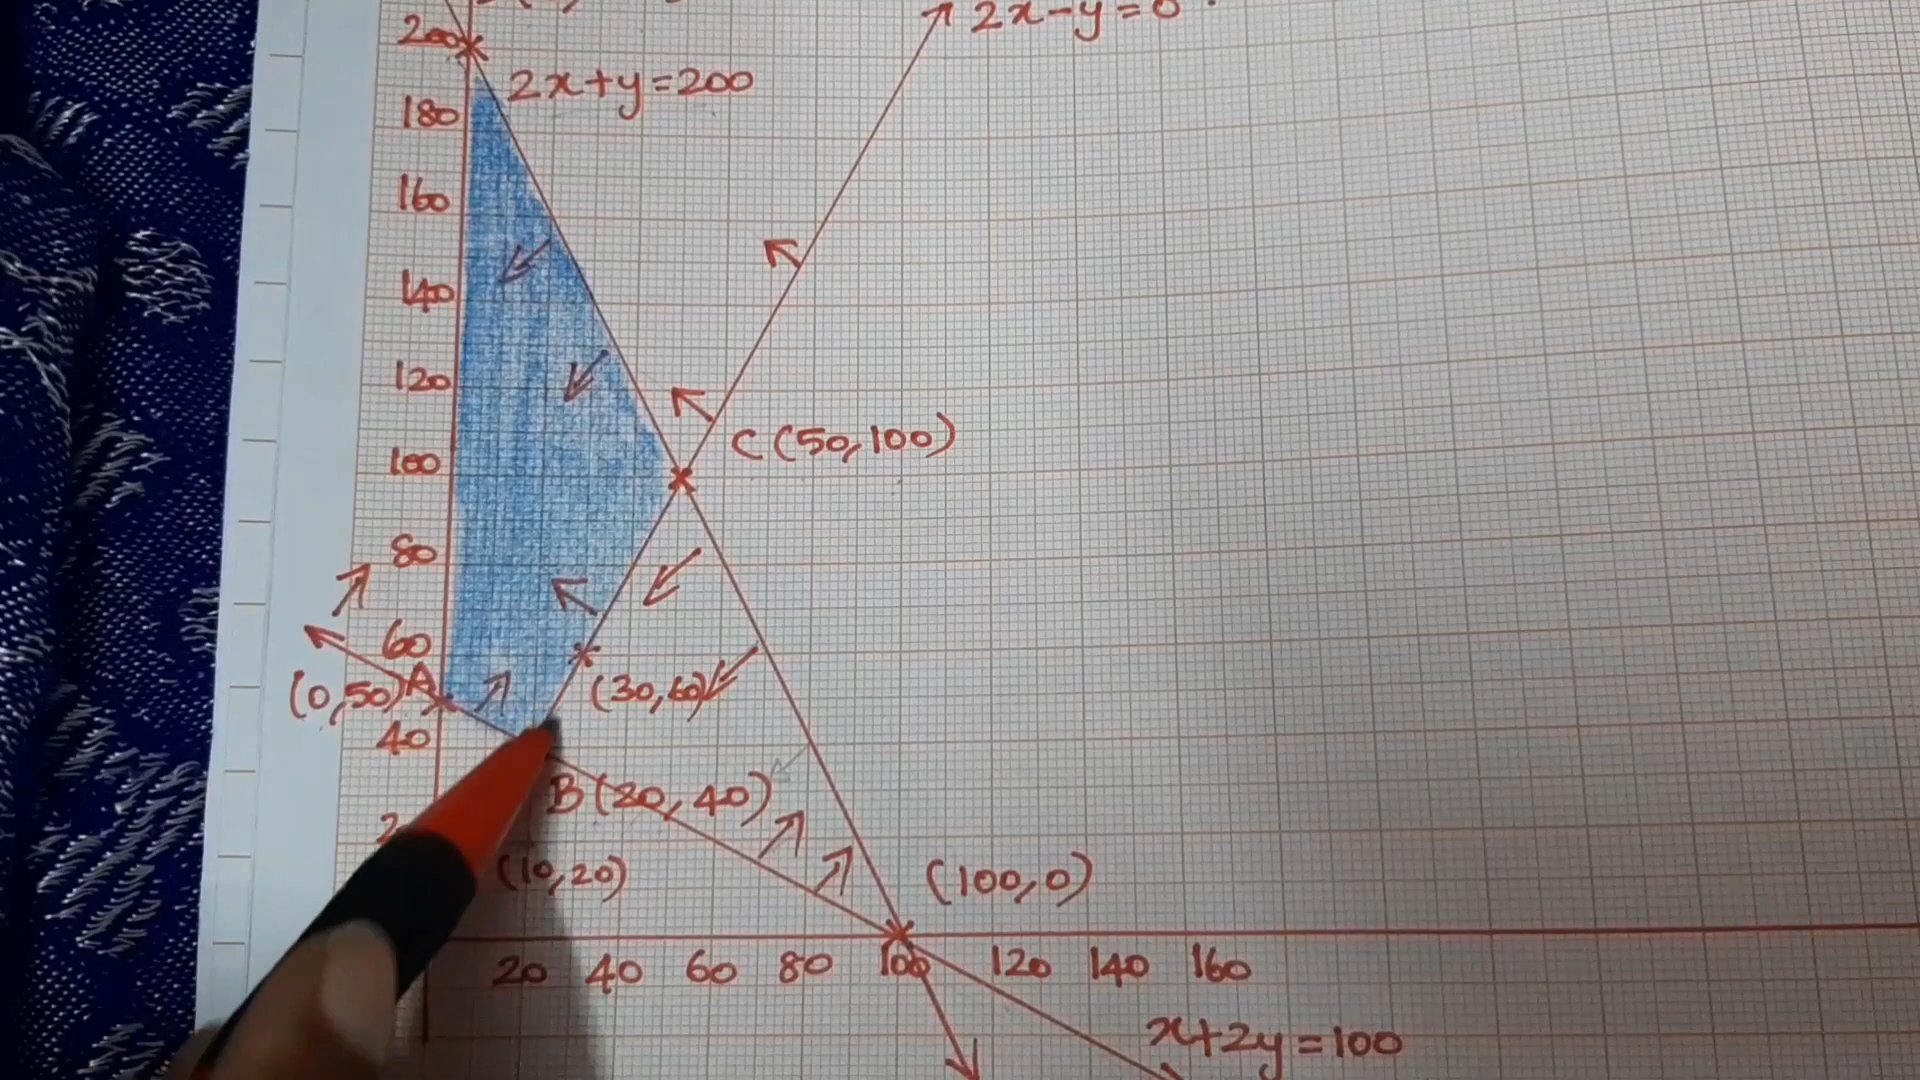 2x-y=0
200
2x+y=200
180
160
140
120
C(50,100)
100
80
60
A
(0,50)
(30,60)
40
B(20,40)
(10,20)
(100,0)
20 40 60 80 100 120 140 160
x+2y=100